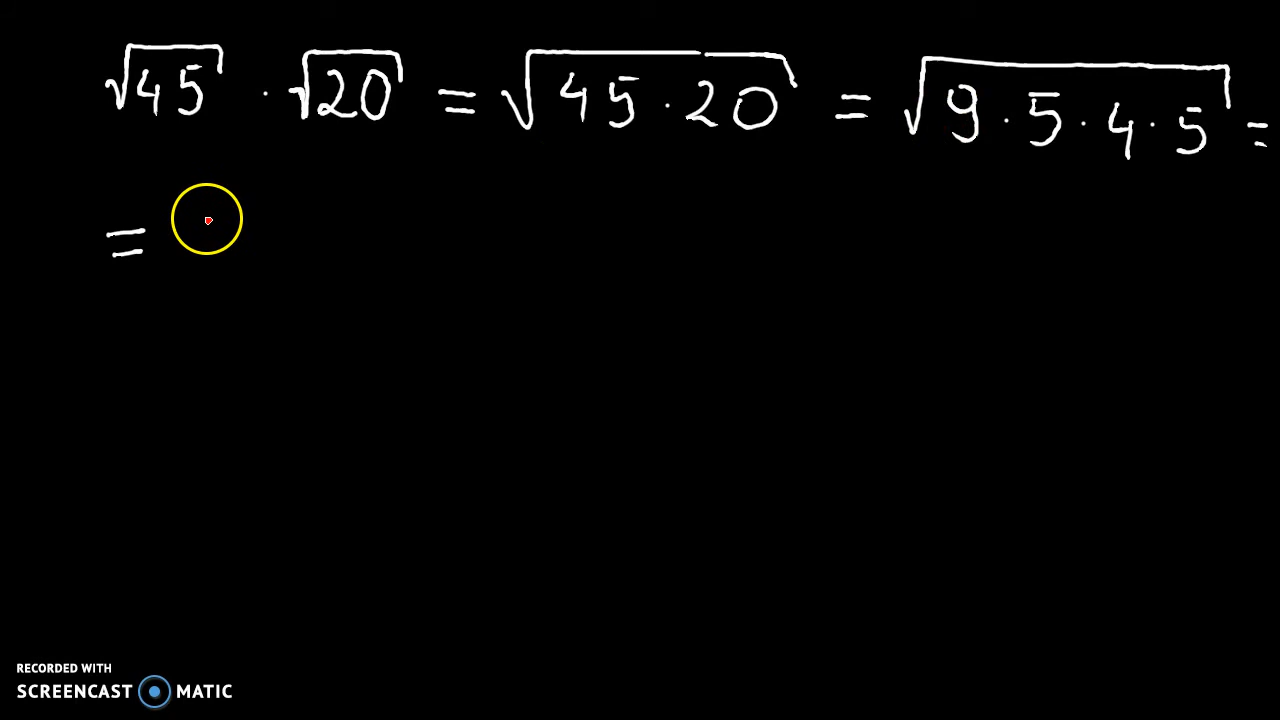 √45 · √20 = √45 · 20 = √9 · 5 · 4 · 5 =
=
RECORDED WITH
SCREENCAST MATIC